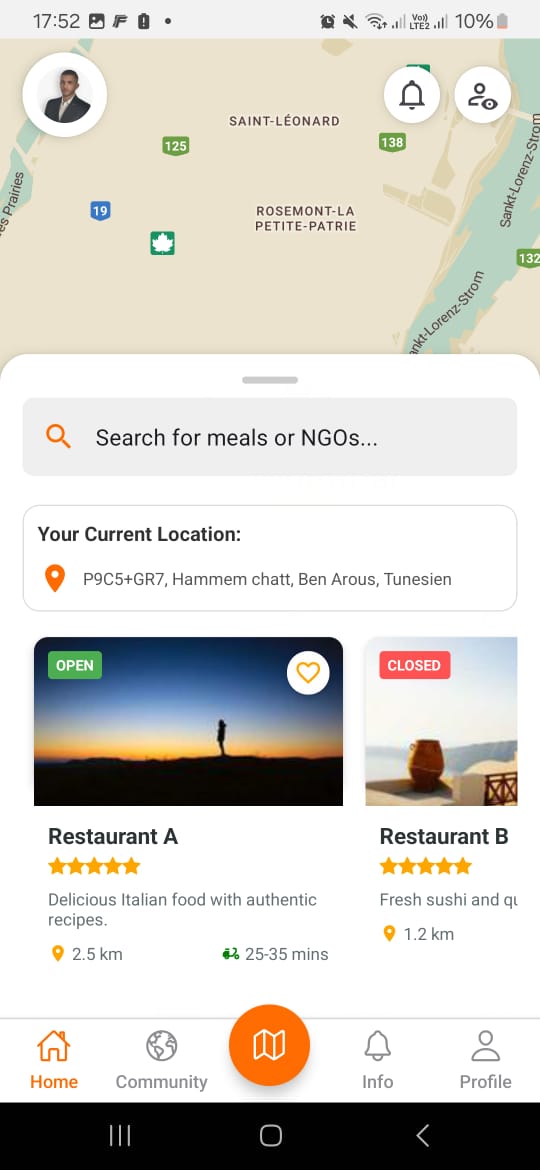 17:52
Vo))
LTE2
10%
SAINT-LÉONARD
125
138
19
ROSEMONT-LA
PETITE-PATRIE
Prairies
Sankt-Lorenz-Strom
132
Sankt-Lorenz-Strom
Search for meals or NGOs...
Your Current Location:
P9C5+GR7, Hammem chatt, Ben Arous, Tunesien
OPEN
CLOSED
Restaurant A
Restaurant B
Delicious Italian food with authentic
recipes.
Fresh sushi and qu
2.5 km
25-35 mins
1.2 km
Home
Community
Info
Profile